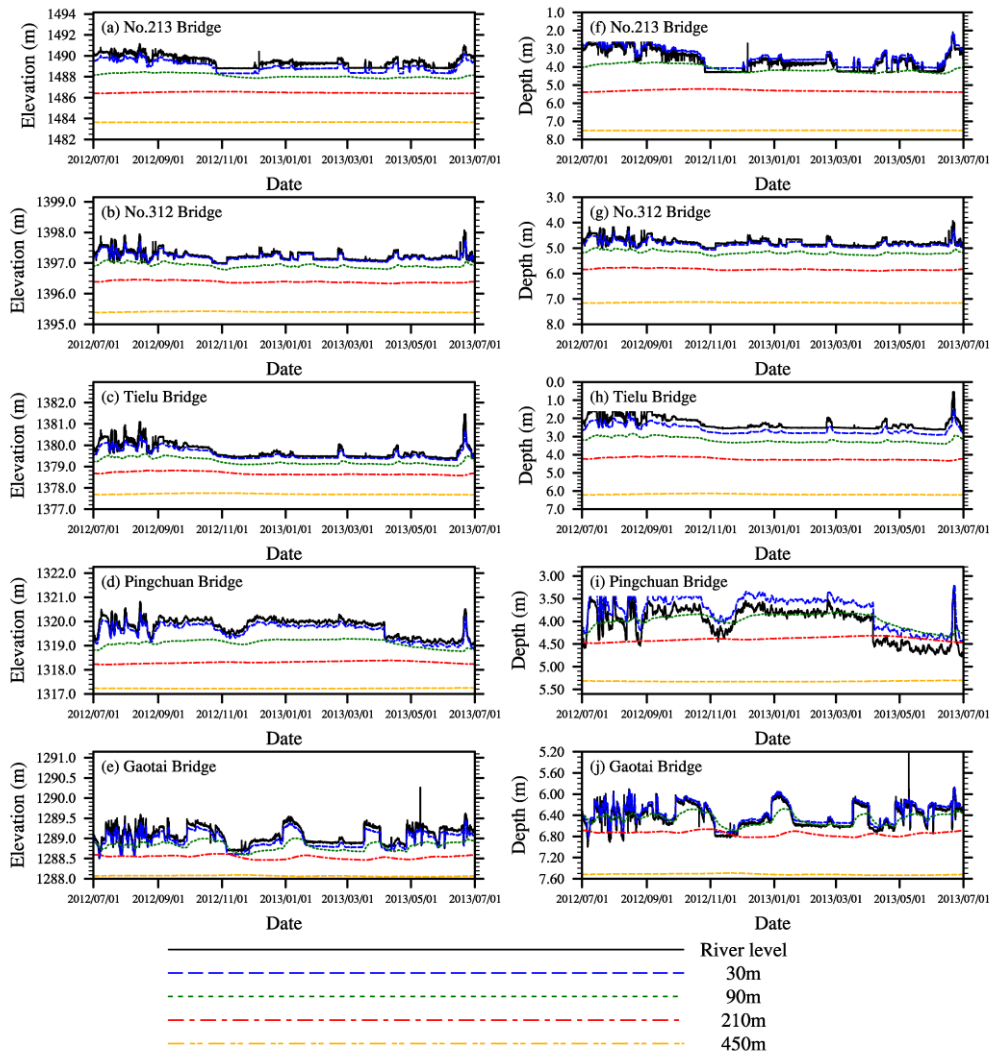 (a) No.213 Bridge
Elevation (m)
1494
1492
1490
1488
1486
1484
1482
2012/07/01 2012/09/01 2012/11/01 2013/01/01 2013/03/01 2013/05/01 2013/07/01
Date
(f) No.213 Bridge
Depth (m)
1.0
2.0
3.0
4.0
5.0
6.0
7.0
8.0
2012/07/01 2012/09/01 2012/11/01 2013/01/01 2013/03/01 2013/05/01 2013/07/01
Date
(b) No.312 Bridge
Elevation (m)
1399.0
1398.0
1397.0
1396.0
1395.0
2012/07/01 2012/09/01 2012/11/01 2013/01/01 2013/03/01 2013/05/01 2013/07/01
Date
(g) No.312 Bridge
Depth (m)
3.0
4.0
5.0
6.0
7.0
8.0
2012/07/01 2012/09/01 2012/11/01 2013/01/01 2013/03/01 2013/05/01 2013/07/01
Date
(c) Tielu Bridge
Elevation (m)
1382.0
1381.0
1380.0
1379.0
1378.0
1377.0
2012/07/01 2012/09/01 2012/11/01 2013/01/01 2013/03/01 2013/05/01 2013/07/01
Date
(h) Tielu Bridge
Depth (m)
0.0
1.0
2.0
3.0
4.0
5.0
6.0
7.0
2012/07/01 2012/09/01 2012/11/01 2013/01/01 2013/03/01 2013/05/01 2013/07/01
Date
(d) Pingchuan Bridge
Elevation (m)
1322.0
1321.0
1320.0
1319.0
1318.0
1317.0
2012/07/01 2012/09/01 2012/11/01 2013/01/01 2013/03/01 2013/05/01 2013/07/01
Date
(i) Pingchuan Bridge
Depth (m)
3.00
3.50
4.00
4.50
5.00
5.50
2012/07/01 2012/09/01 2012/11/01 2013/01/01 2013/03/01 2013/05/01 2013/07/01
Date
(e) Gaotai Bridge
Elevation (m)
1291.0
1290.5
1290.0
1289.5
1289.0
1288.5
1288.0
2012/07/01 2012/09/01 2012/11/01 2013/01/01 2013/03/01 2013/05/01 2013/07/01
Date
(j) Gaotai Bridge
Depth (m)
5.20
5.60
6.00
6.40
6.80
7.20
7.60
2012/07/01 2012/09/01 2012/11/01 2013/01/01 2013/03/01 2013/05/01 2013/07/01
Date
River level
30m
90m
210m
450m